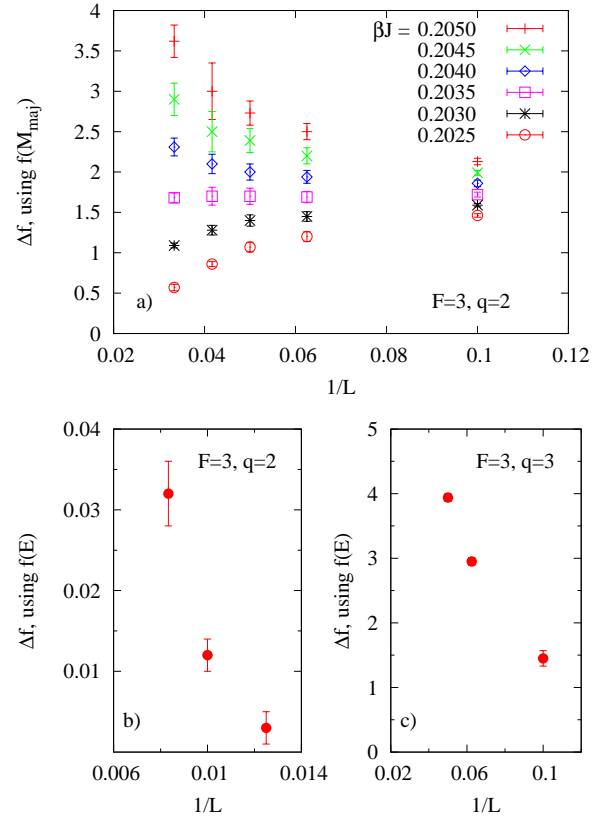 Δf, using f(M_maj)
4
3.5
3
2.5
2
1.5
1
0.5
0
βJ = 0.2050
0.2045
0.2040
0.2035
0.2030
0.2025
a)
F=3, q=2
0.02 0.04 0.06 0.08 0.1 0.12
1/L
Δf, using f(E)
0.04
0.03
0.02
0.01
F=3, q=2
b)
0.006 0.01 0.014
1/L
Δf, using f(E)
5
4
3
2
1
0
F=3, q=3
c)
0.02 0.06 0.1
1/L